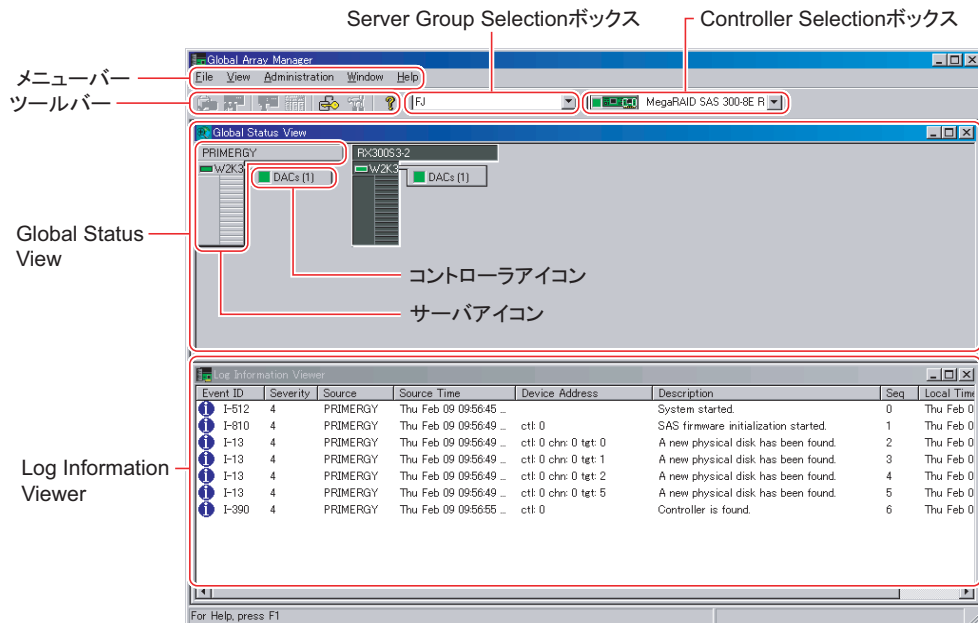 Server Group Selectionボックス
Controller Selectionボックス
メニューバー
ツールバー
Global Array Manager
File View Administration Window Help
FJ
MegaRAID SAS 300-8E R
Global Status View
PRIMERGY
W2K3
DACs (1)
RX300S3-2
W2K3
DACs (1)
Global Status
View
コントローラアイコン
サーバアイコン
Log Information Viewer
Event ID Severity Source Source Time Device Address Description Seq Local Time
I-512 4 PRIMERGY Thu Feb 09 09:56:45 ... System started. 0 Thu Feb 0
I-810 4 PRIMERGY Thu Feb 09 09:56:49 ... ctl: 0 SAS firmware initialization started. 1 Thu Feb 0
I-13 4 PRIMERGY Thu Feb 09 09:56:49 ... ctl: 0 chn: 0 tgt: 0 A new physical disk has been found. 2 Thu Feb 0
I-13 4 PRIMERGY Thu Feb 09 09:56:49 ... ctl: 0 chn: 0 tgt: 1 A new physical disk has been found. 3 Thu Feb 0
I-13 4 PRIMERGY Thu Feb 09 09:56:49 ... ctl: 0 chn: 0 tgt: 2 A new physical disk has been found. 4 Thu Feb 0
I-13 4 PRIMERGY Thu Feb 09 09:56:49 ... ctl: 0 chn: 0 tgt: 5 A new physical disk has been found. 5 Thu Feb 0
I-390 4 PRIMERGY Thu Feb 09 09:56:55 ... ctl: 0 Controller is found. 6 Thu Feb 0
Log Information
Viewer
For Help, press F1